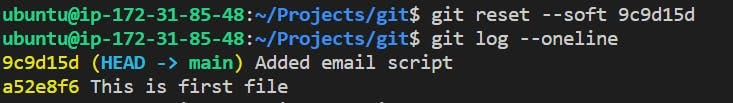 ubuntu@ip-172-31-85-48:~/Projects/git$ git reset --soft 9c9d15d
ubuntu@ip-172-31-85-48:~/Projects/git$ git log --oneline
9c9d15d (HEAD -> main) Added email script
a52e8f6 This is first file